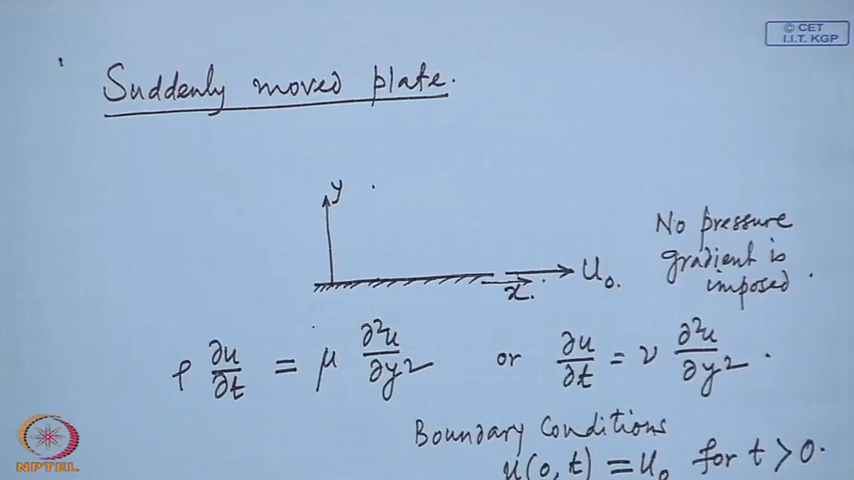 © CET
I.I.T. KGP
Suddenly moved plate.
y
U₀.
x.
No pressure
gradient is
imposed.
ρ ∂u/∂t = μ ∂²u/∂y² or ∂u/∂t = ν ∂²u/∂y².
Boundary Conditions
u(0,t) = U₀ for t > 0.
NPTEL